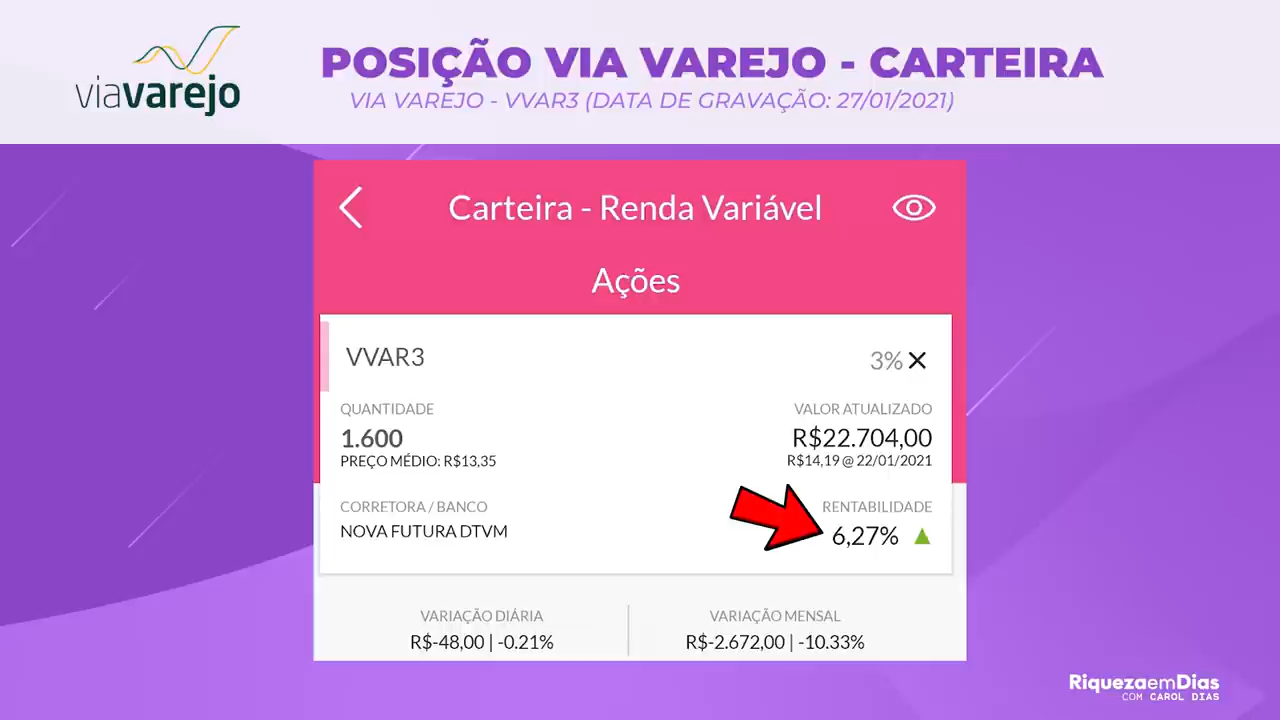 viavarejo
POSIÇÃO VIA VAREJO - CARTEIRA
VIA VAREJO - VVAR3 (DATA DE GRAVAÇÃO: 27/01/2021)
Carteira - Renda Variável
Ações
VVAR3
3%
QUANTIDADE
VALOR ATUALIZADO
1.600
R$22.704,00
PREÇO MÉDIO: R$13,35
R$14,19 @ 22/01/2021
CORRETORA / BANCO
RENTABILIDADE
NOVA FUTURA DTVM
6,27%
VARIAÇÃO DIÁRIA
VARIAÇÃO MENSAL
R$-48,00 | -0.21%
R$-2.672,00 | -10.33%
RiquezaemDias
COM CAROL DIAS